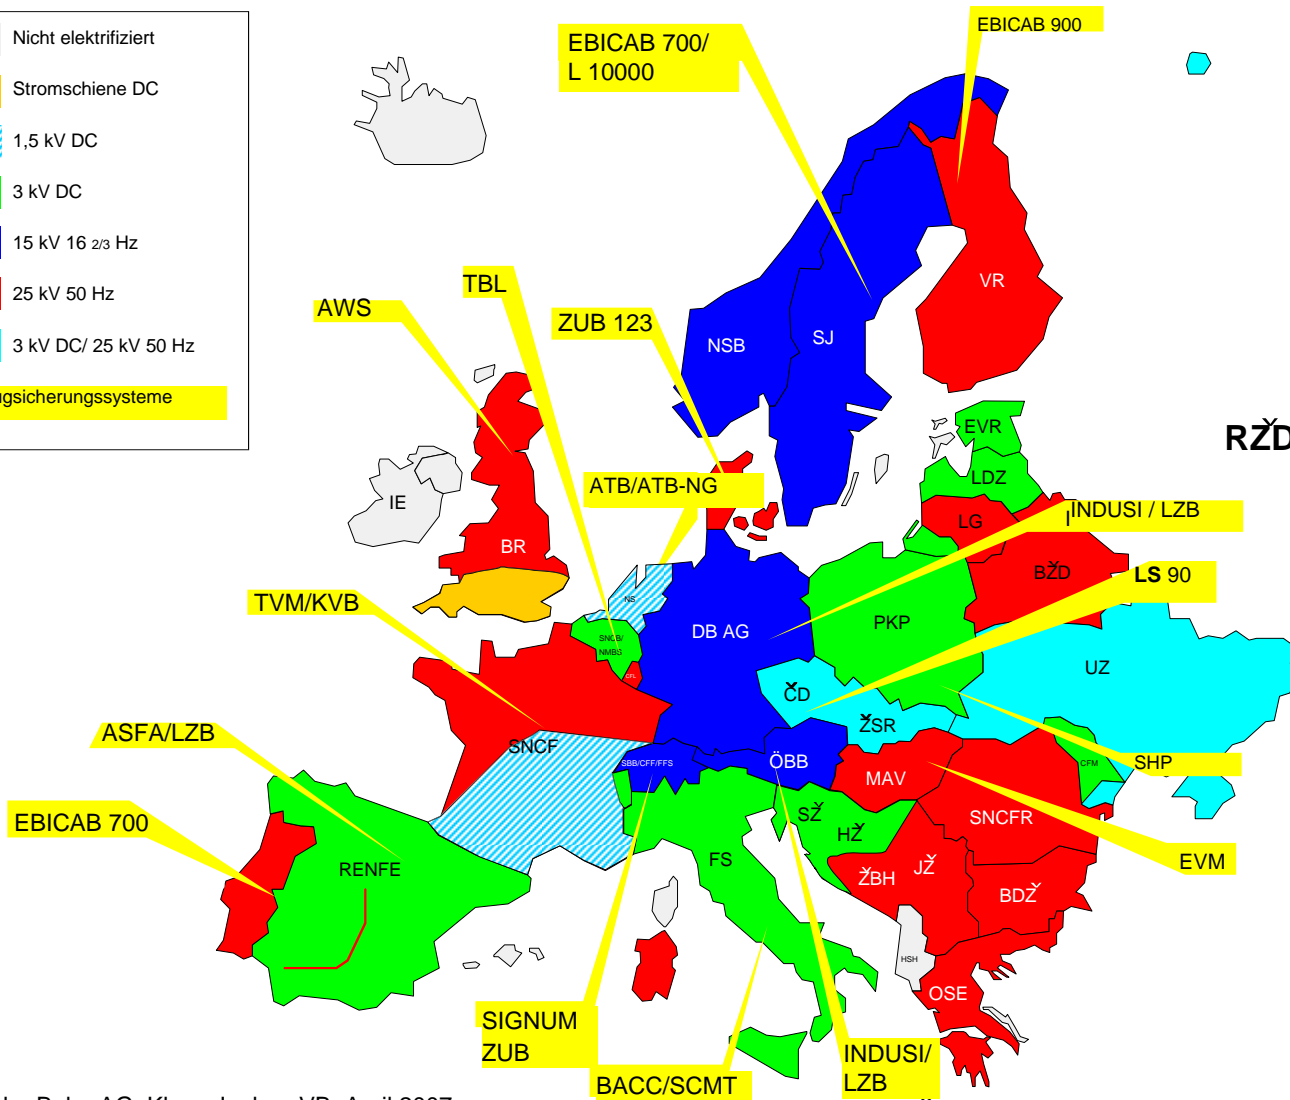 Nicht elektrifiziert
Stromschiene DC
1,5 kV DC
3 kV DC
15 kV 16 2/3 Hz
25 kV 50 Hz
3 kV DC/ 25 kV 50 Hz
EBICAB 700/
L 10000
EBICAB 900
VR
NSB
SJ
TBL
AWS
ZUB 123
EVR
RŽD
LDZ
ATB/ATB-NG
IE
INDUSI / LZB
LG
BR
BŽD
LS 90
TVM/KVB
NS
DB AG
PKP
SNCB/
NMBS
CFL
UZ
ČD
ŽSR
ASFA/LZB
SNCF
SBB/CFF/FFS
ÖBB
MAV
CFM
SHP
EBICAB 700
SŽ
HŽ
SNCFR
RENFE
FS
ŽBH
JŽ
BDŽ
EVM
HSH
OSE
SIGNUM
ZUB
INDUSI/
LZB
BACC/SCMT